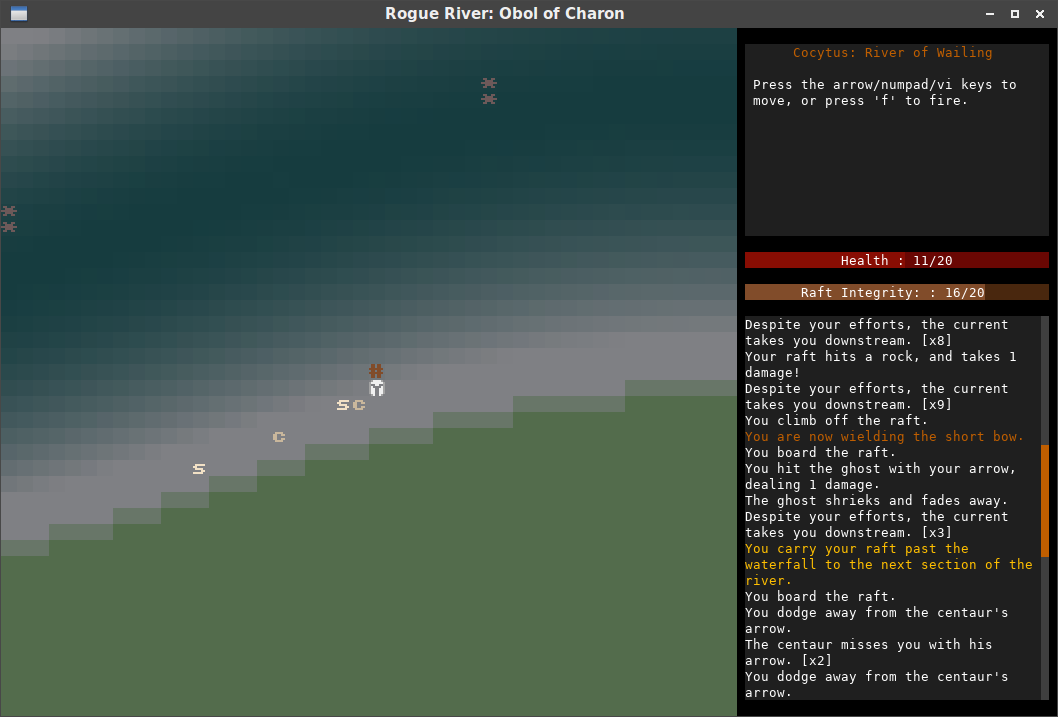 Rogue River: Obol of Charon
Cocytus: River of Wailing
Press the arrow/numpad/vi keys to
move, or press 'f' to fire.
Health : 11/20
Raft Integrity: : 16/20
Despite your efforts, the current
takes you downstream. [x8]
Your raft hits a rock, and takes 1
damage!
Despite your efforts, the current
takes you downstream. [x9]
You climb off the raft.
You are now wielding the short bow.
You board the raft.
You hit the ghost with your arrow,
dealing 1 damage.
The ghost shrieks and fades away.
Despite your efforts, the current
takes you downstream. [x3]
You carry your raft past the
waterfall to the next section of the
river.
You board the raft.
You dodge away from the centaur's
arrow.
The centaur misses you with his
arrow. [x2]
You dodge away from the centaur's
arrow.
#
S C
C
S